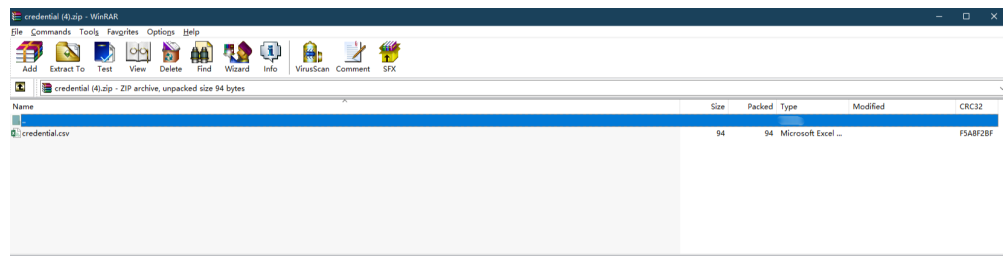 credential (4).zip - WinRAR
File Commands Tools Favorites Options Help
Add Extract To Test View Delete Find Wizard Info VirusScan Comment SFX
credential (4).zip - ZIP archive, unpacked size 94 bytes
Name Size Packed Type Modified CRC32
..
credential.csv 94 94 Microsoft Excel ... F5A8F2BF